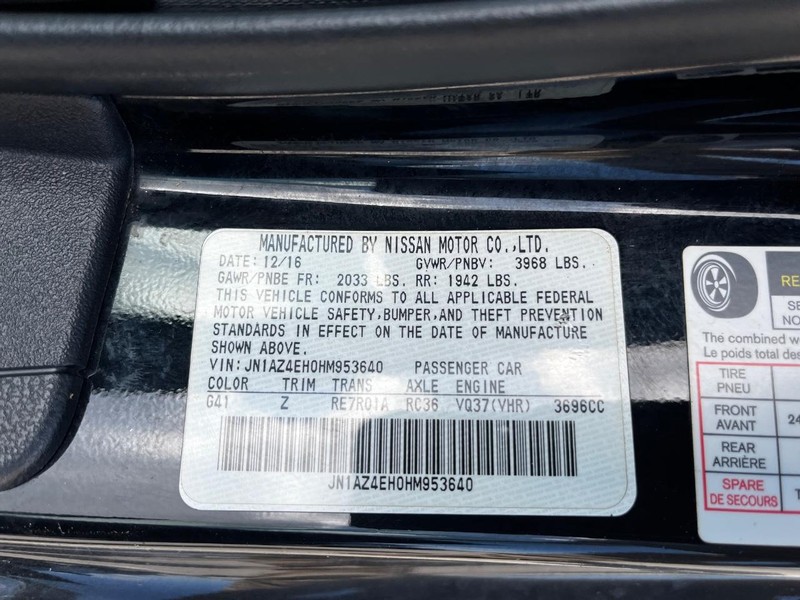 MANUFACTURED BY NISSAN MOTOR CO.,LTD.
DATE: 12/16 GVWR/PNBV: 3968 LBS.
GAWR/PNBE FR: 2033 LBS. RR: 1942 LBS.
THIS VEHICLE CONFORMS TO ALL APPLICABLE FEDERAL
MOTOR VEHICLE SAFETY,BUMPER,AND THEFT PREVENTION
STANDARDS IN EFFECT ON THE DATE OF MANUFACTURE
SHOWN ABOVE.
VIN: JN1AZ4EH0HM953640 PASSENGER CAR
COLOR TRIM TRANS AXLE ENGINE
G41 Z RE7R01A RC36 VQ37(VHR) 3696CC
JN1AZ4EH0HM953640
The combined
Le poids total
TIRE
PNEU
FRONT
AVANT
REAR
ARRIÈRE
SPARE
DE SECOURS